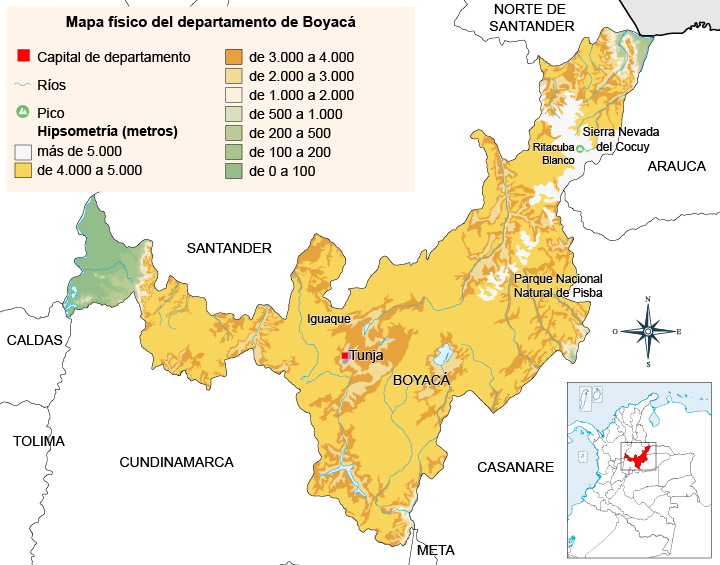 Mapa físico del departamento de Boyacá
Capital de departamento
Ríos
Pico
Hipsometría (metros)
más de 5.000
de 4.000 a 5.000
de 3.000 a 4.000
de 2.000 a 3.000
de 1.000 a 2.000
de 500 a 1.000
de 200 a 500
de 100 a 200
de 0 a 100
NORTE DE
SANTANDER
Sierra Nevada
del Cocuy
Ritacuba
Blanco
ARAUCA
SANTANDER
Parque Nacional
Natural de Pisba
Iguaque
CALDAS
Tunja
BOYACÁ
TOLIMA
CUNDINAMARCA
CASANARE
META
N
O
E
S